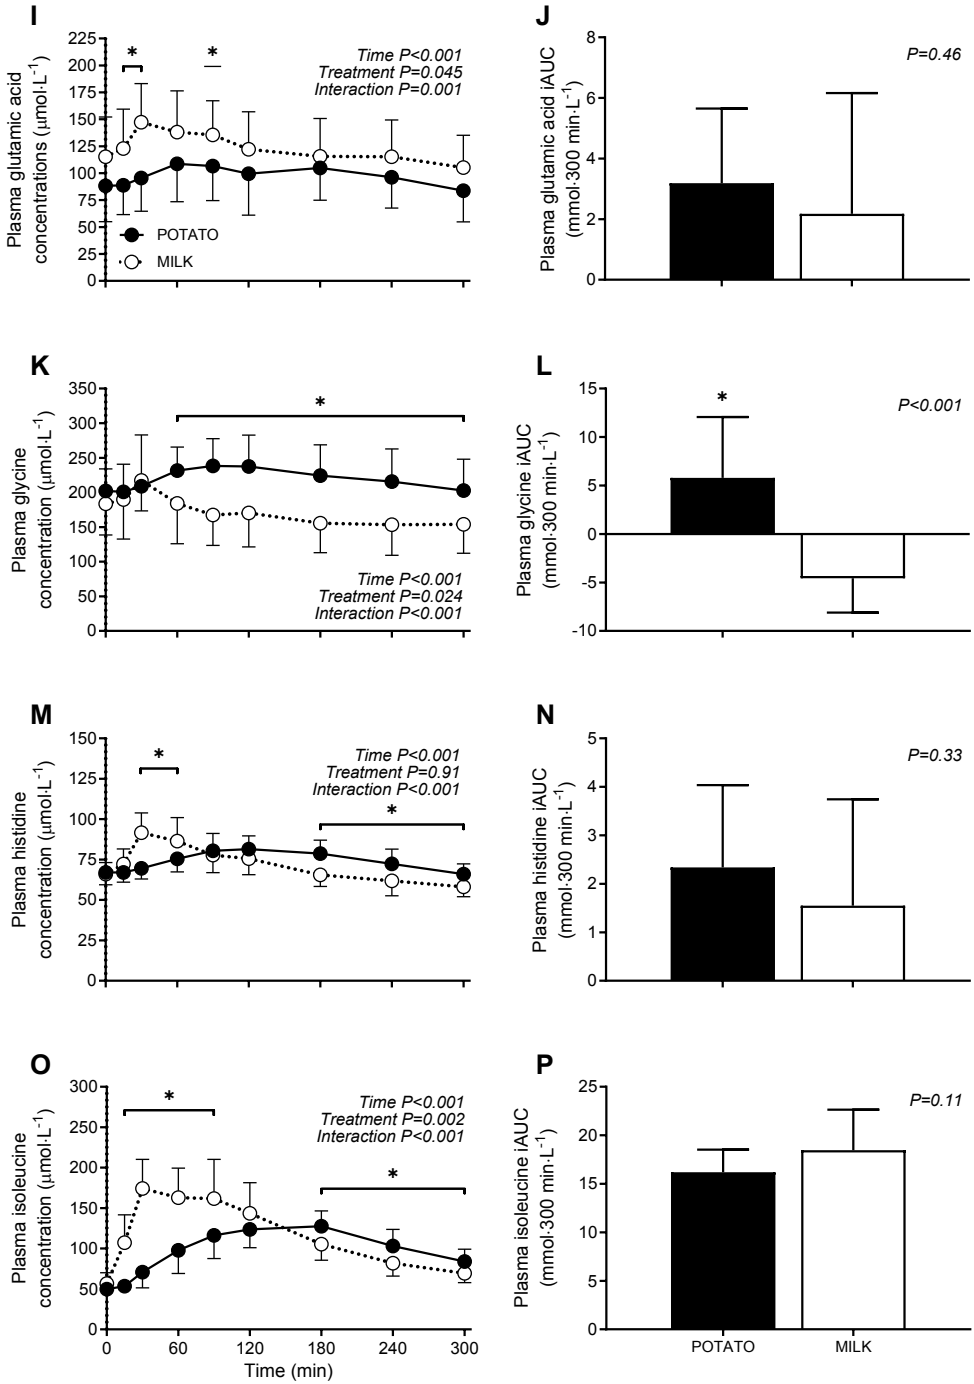 I
Plasma glutamic acid
concentrations (μmol·L⁻¹)
225
200
175
150
125
100
75
50
25
0
*
*
Time P<0.001
Treatment P=0.045
Interaction P=0.001
POTATO
MILK
J
Plasma glutamic acid iAUC
(mmol·300 min·L⁻¹)
8
6
4
2
0
P=0.46
K
Plasma glycine
concentration (μmol·L⁻¹)
350
300
250
200
150
100
50
0
*
Time P<0.001
Treatment P=0.024
Interaction P<0.001
L
Plasma glycine iAUC
(mmol·300 min·L⁻¹)
15
10
5
0
-5
-10
*
P<0.001
M
Plasma histidine
concentration (μmol·L⁻¹)
150
125
100
75
50
25
0
*
Time P<0.001
Treatment P=0.91
Interaction P<0.001
*
N
Plasma histidine iAUC
(mmol·300 min·L⁻¹)
5
4
3
2
1
0
P=0.33
O
Plasma isoleucine
concentration (μmol·L⁻¹)
300
250
200
150
100
50
0
*
Time P<0.001
Treatment P=0.002
Interaction P<0.001
*
0 60 120 180 240 300
Time (min)
P
Plasma isoleucine iAUC
(mmol·300 min·L⁻¹)
25
20
15
10
5
0
P=0.11
POTATO MILK